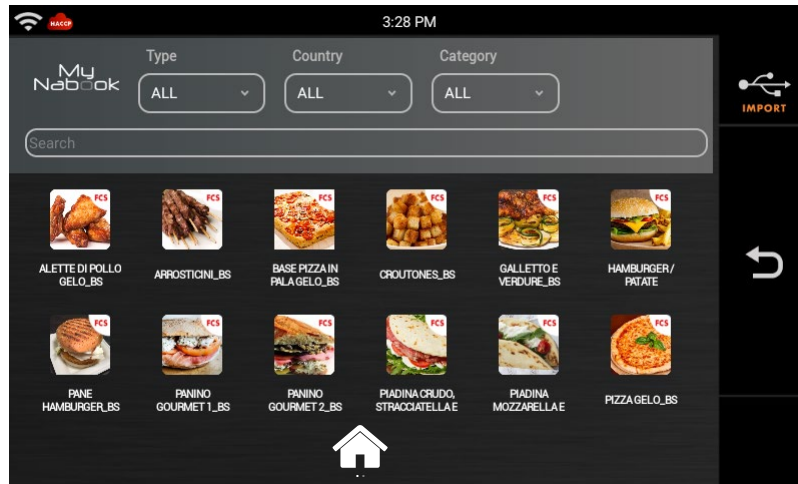 HACCP
3:28 PM
My
Nabook
Type
Country
Category
ALL
ALL
ALL
IMPORT
Search
FCS
FCS
FCS
FCS
FCS
FCS
ALETTE DI POLLO
GELO_BS
ARROSTICINI_BS
BASE PIZZA IN
PALA GELO_BS
CROUTONES_BS
GALLETTO E
VERDURE_BS
HAMBURGER /
PATATE
FCS
FCS
FCS
FCS
FCS
FCS
PANE
HAMBURGER_BS
PANINO
GOURMET 1_BS
PANINO
GOURMET 2_BS
PIADINA CRUDO,
STRACCIATELLA E
PIADINA
MOZZARELLA E
PIZZA GELO_BS